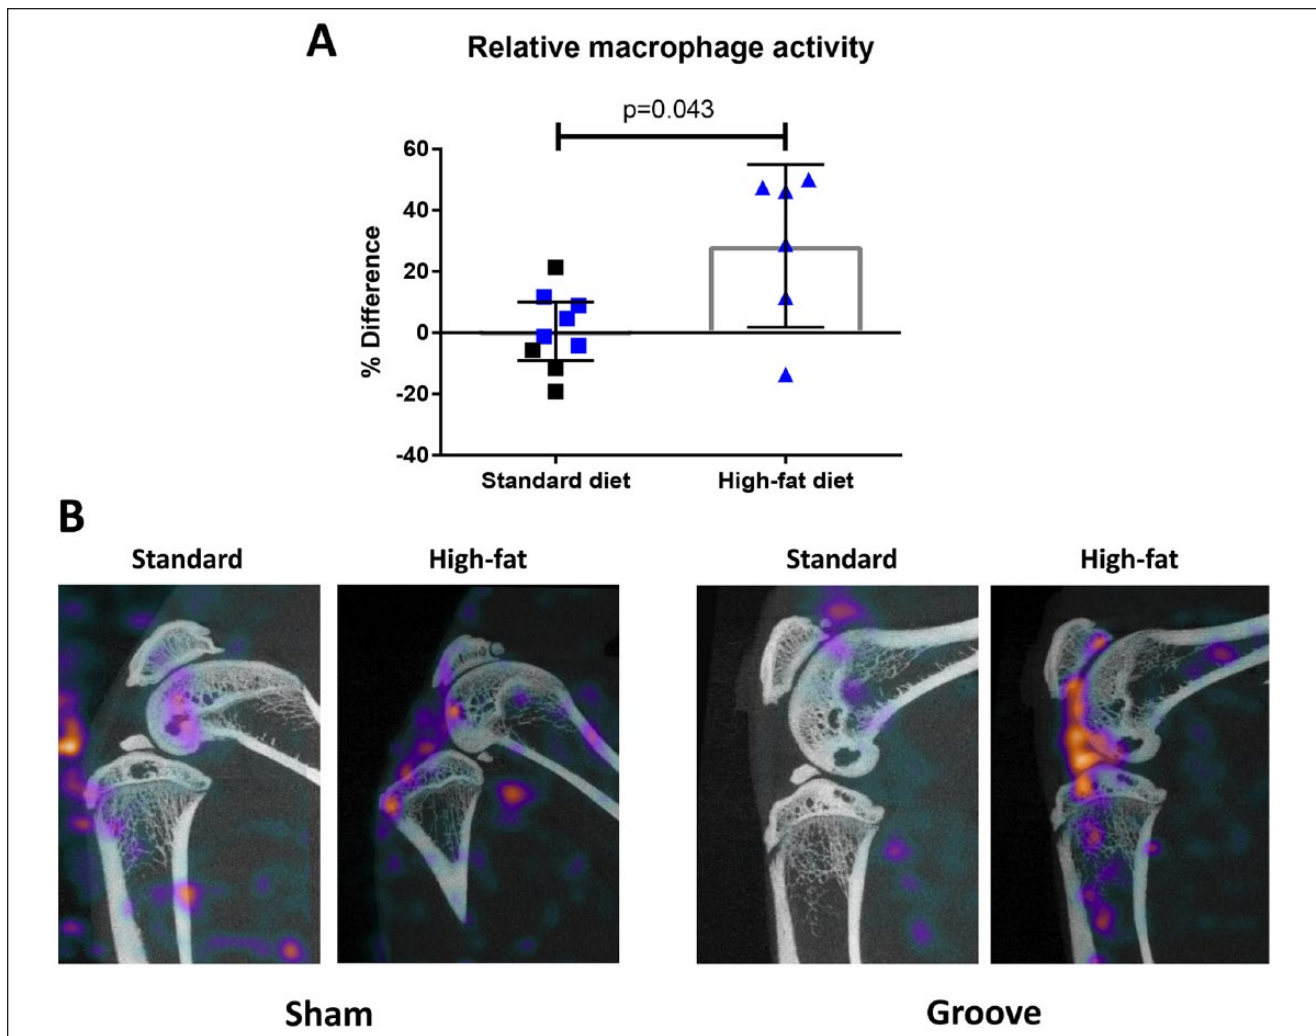 A
Relative macrophage activity
p=0.043
60
40
20
0
-20
-40
% Difference
Standard diet
High-fat diet
B
Standard
High-fat
Standard
High-fat
Sham
Groove